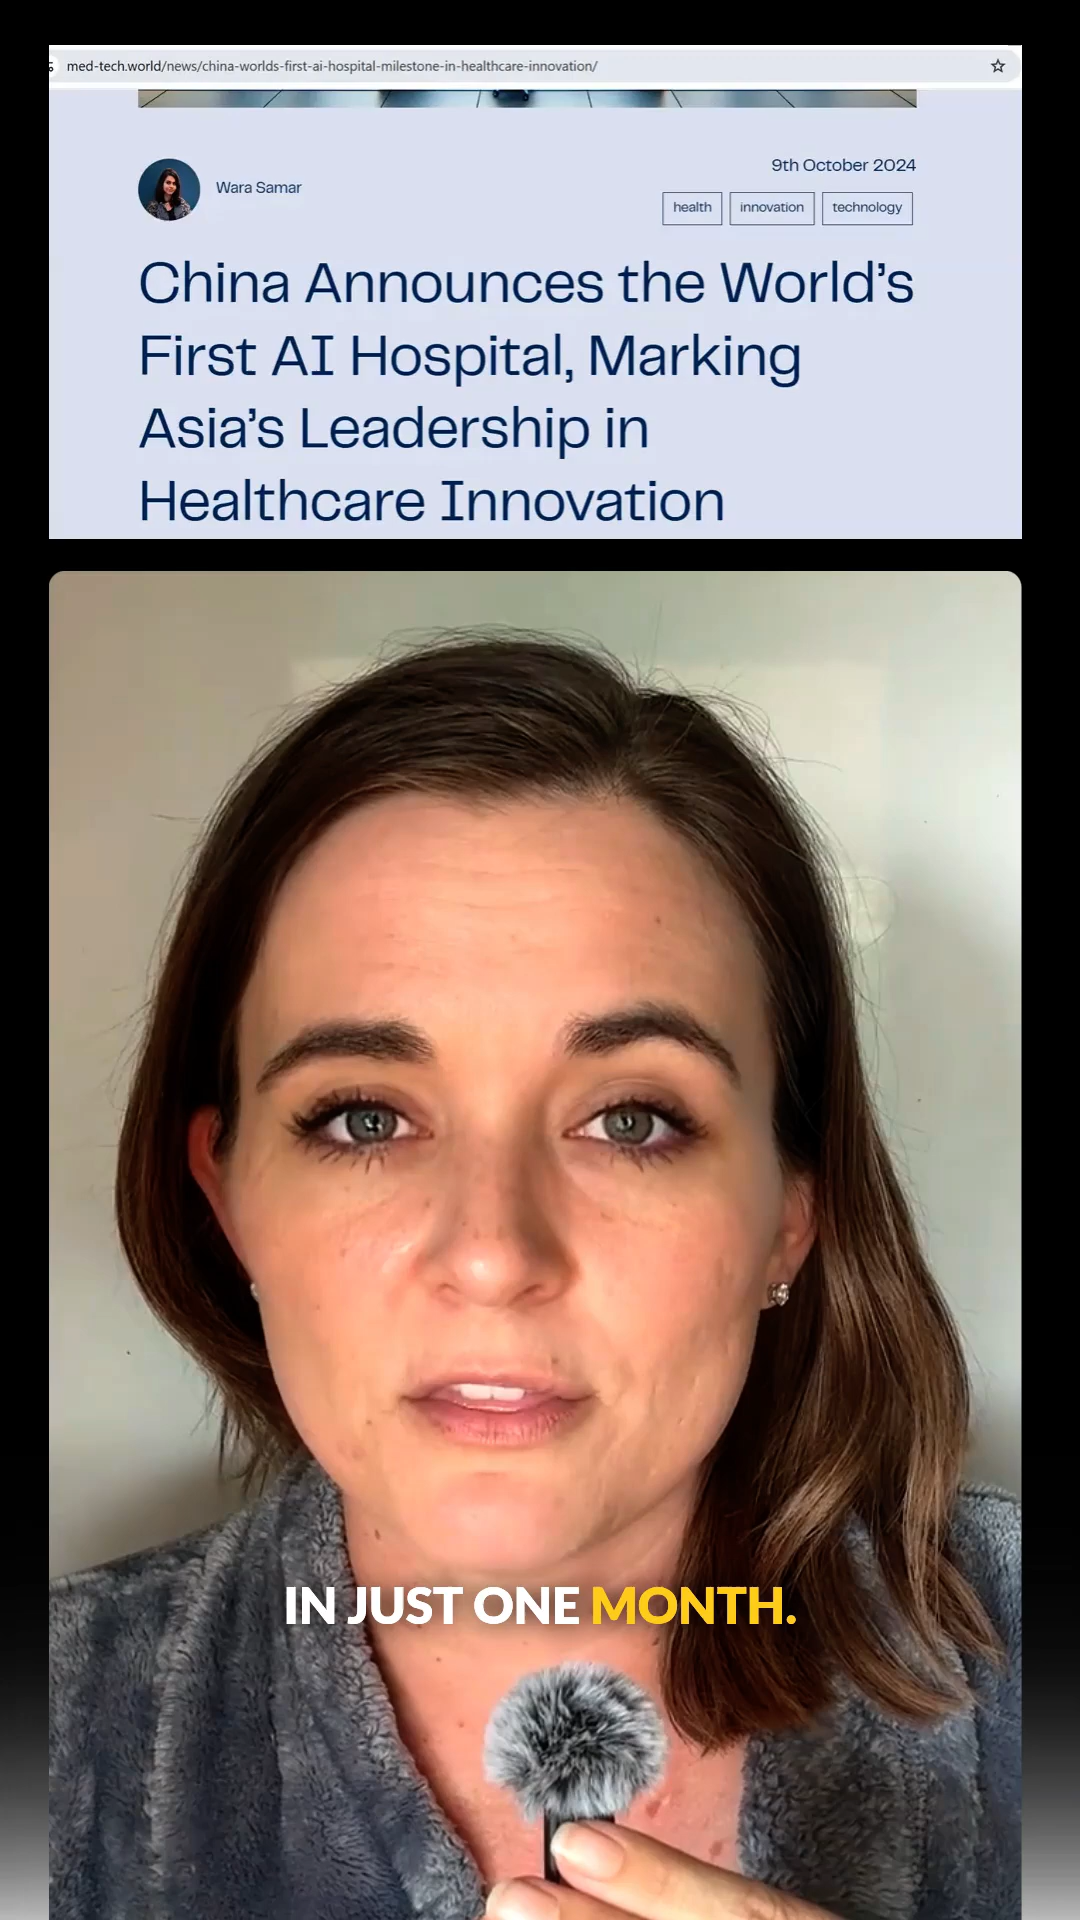 med-tech.world/news/china-worlds-first-ai-hospital-milestone-in-healthcare-innovation/
Wara Samar
9th October 2024
health
innovation
technology
China Announces the World’s
First AI Hospital, Marking
Asia’s Leadership in
Healthcare Innovation
IN JUST ONE MONTH.